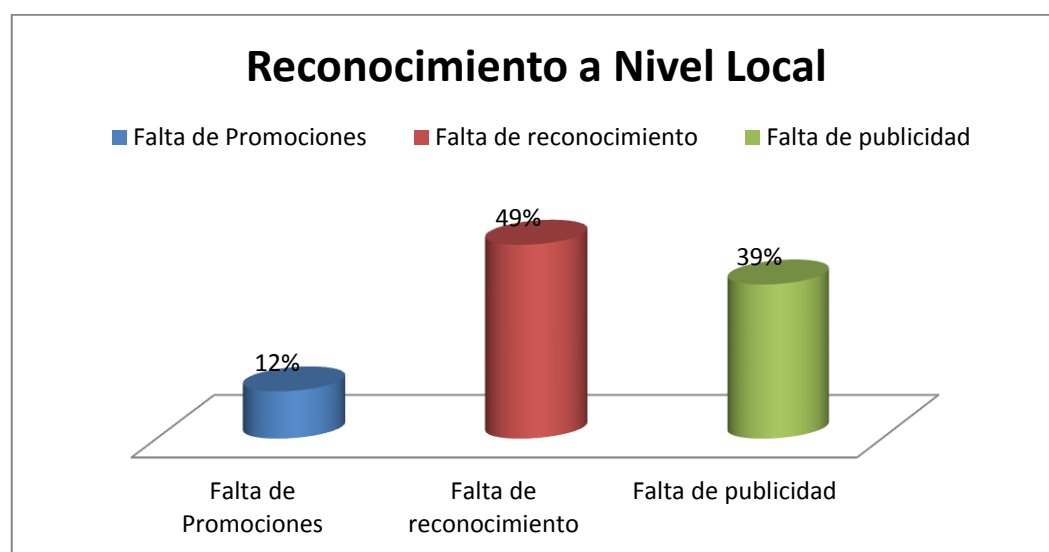 Reconocimiento a Nivel Local
Falta de Promociones Falta de reconocimiento Falta de publicidad
49%
39%
12%
Falta de Promociones
Falta de reconocimiento
Falta de publicidad